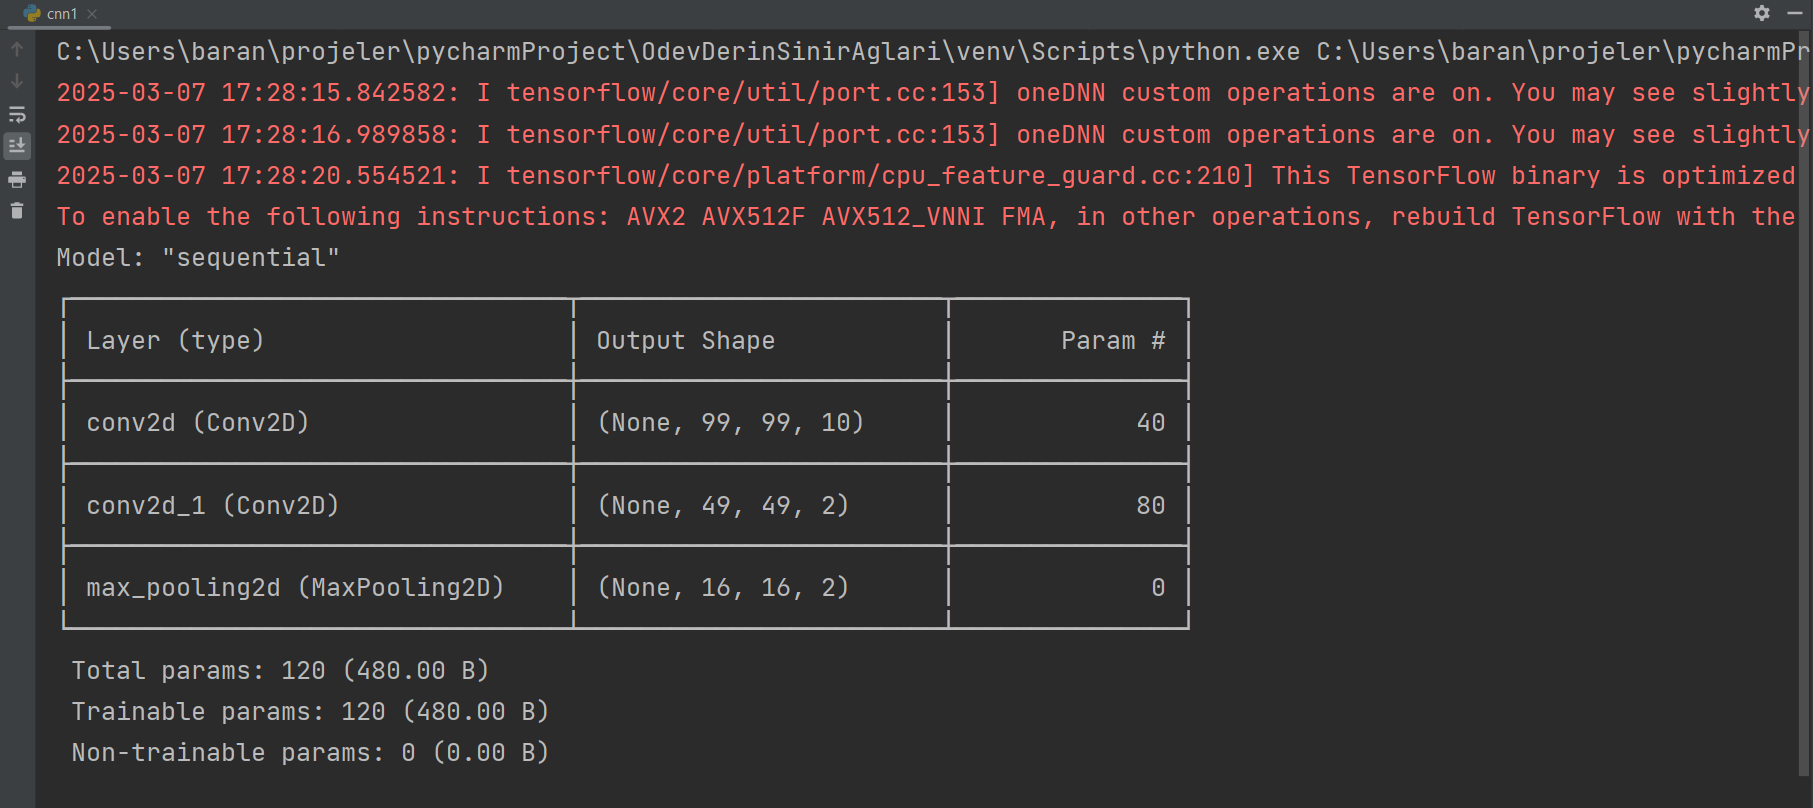 cnn1
C:\Users\baran\projeler\pycharmProject\OdevDerinSinirAglari\venv\Scripts\python.exe C:\Users\baran\projeler\pycharmPr
2025-03-07 17:28:15.842582: I tensorflow/core/util/port.cc:153] oneDNN custom operations are on. You may see slightly
2025-03-07 17:28:16.989858: I tensorflow/core/util/port.cc:153] oneDNN custom operations are on. You may see slightly
2025-03-07 17:28:20.554521: I tensorflow/core/platform/cpu_feature_guard.cc:210] This TensorFlow binary is optimized
To enable the following instructions: AVX2 AVX512F AVX512_VNNI FMA, in other operations, rebuild TensorFlow with the
Model: "sequential"
Layer (type) Output Shape Param #
conv2d (Conv2D) (None, 99, 99, 10) 40
conv2d_1 (Conv2D) (None, 49, 49, 2) 80
max_pooling2d (MaxPooling2D) (None, 16, 16, 2) 0
Total params: 120 (480.00 B)
Trainable params: 120 (480.00 B)
Non-trainable params: 0 (0.00 B)